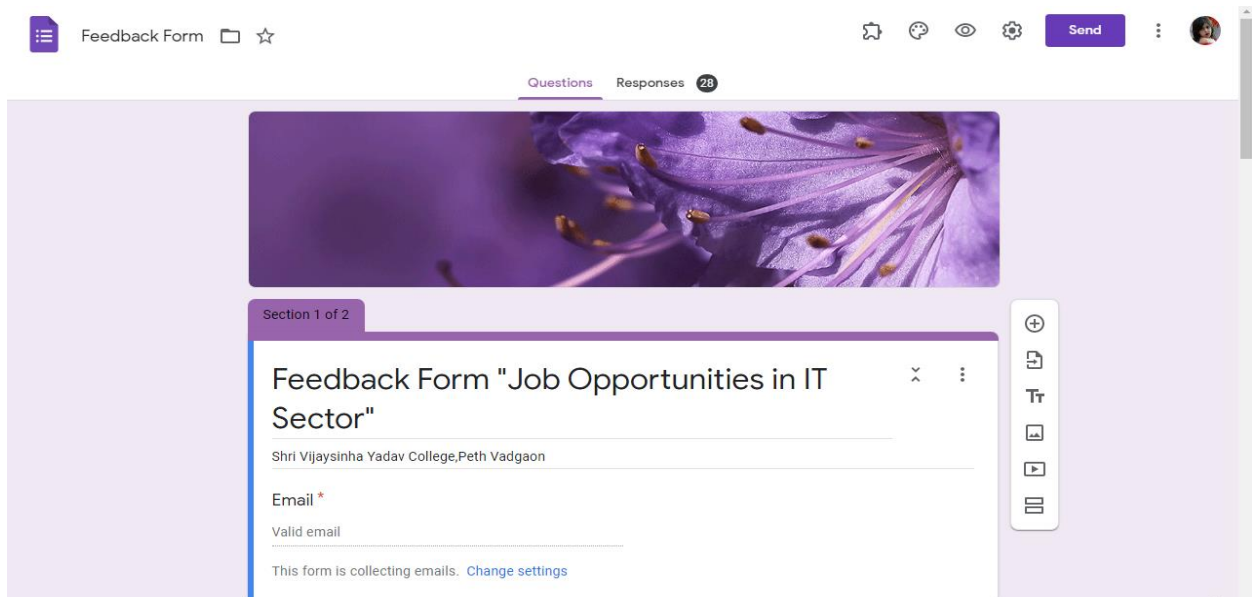 Feedback Form
Send
Questions Responses 28
Section 1 of 2
Feedback Form "Job Opportunities in IT
Sector"
Shri Vijaysinha Yadav College,Peth Vadgaon
Email *
Valid email
This form is collecting emails. Change settings
Tт